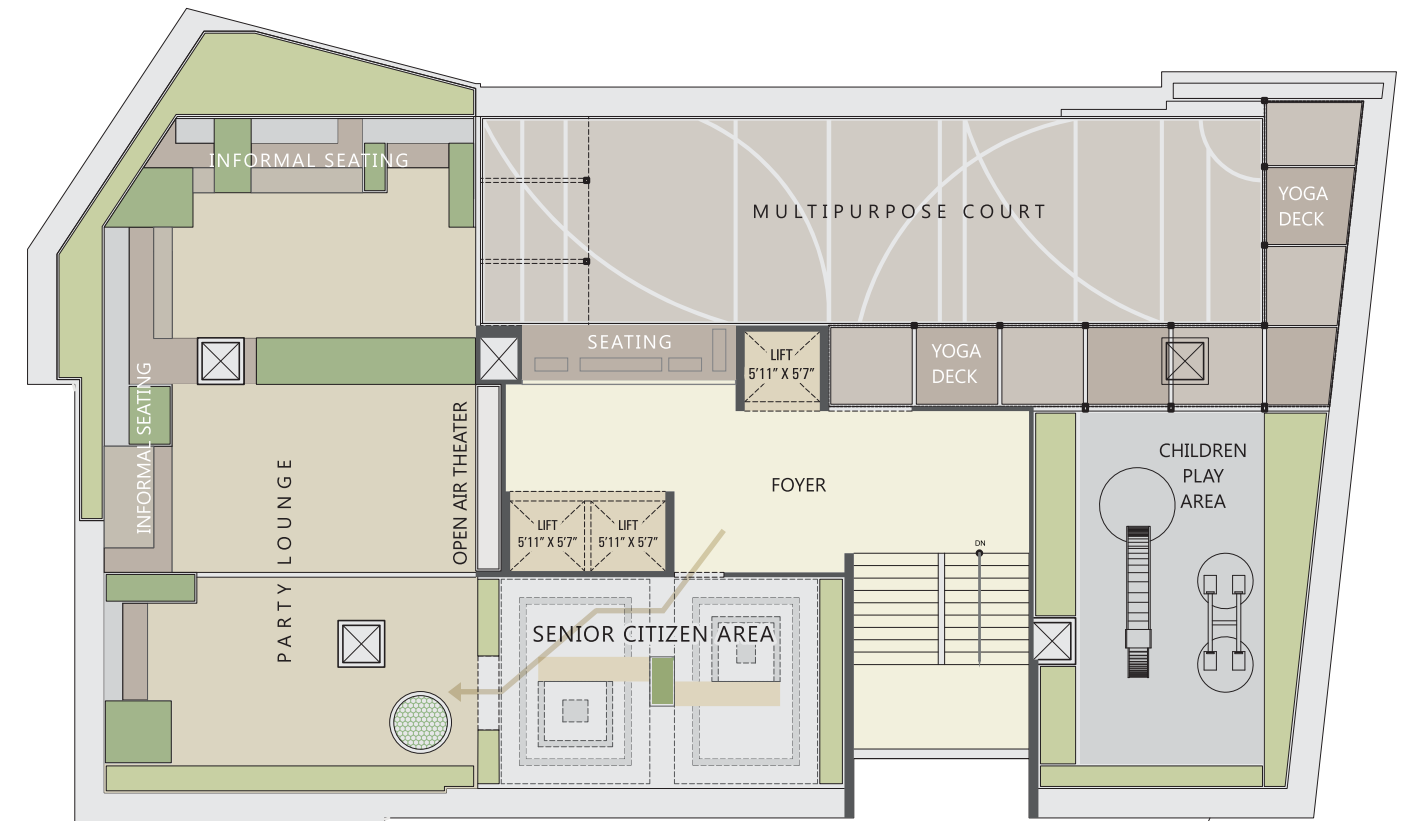 INFORMAL SEATING
MULTIPURPOSE COURT
YOGA
DECK
SEATING
LIFT
5'11" X 5'7"
YOGA
DECK
INFORMAL SEATING
PARTY LOUNGE
OPEN AIR THEATER
FOYER
CHILDREN
PLAY
AREA
LIFT
5'11" X 5'7"
LIFT
5'11" X 5'7"
DN
SENIOR CITIZEN AREA